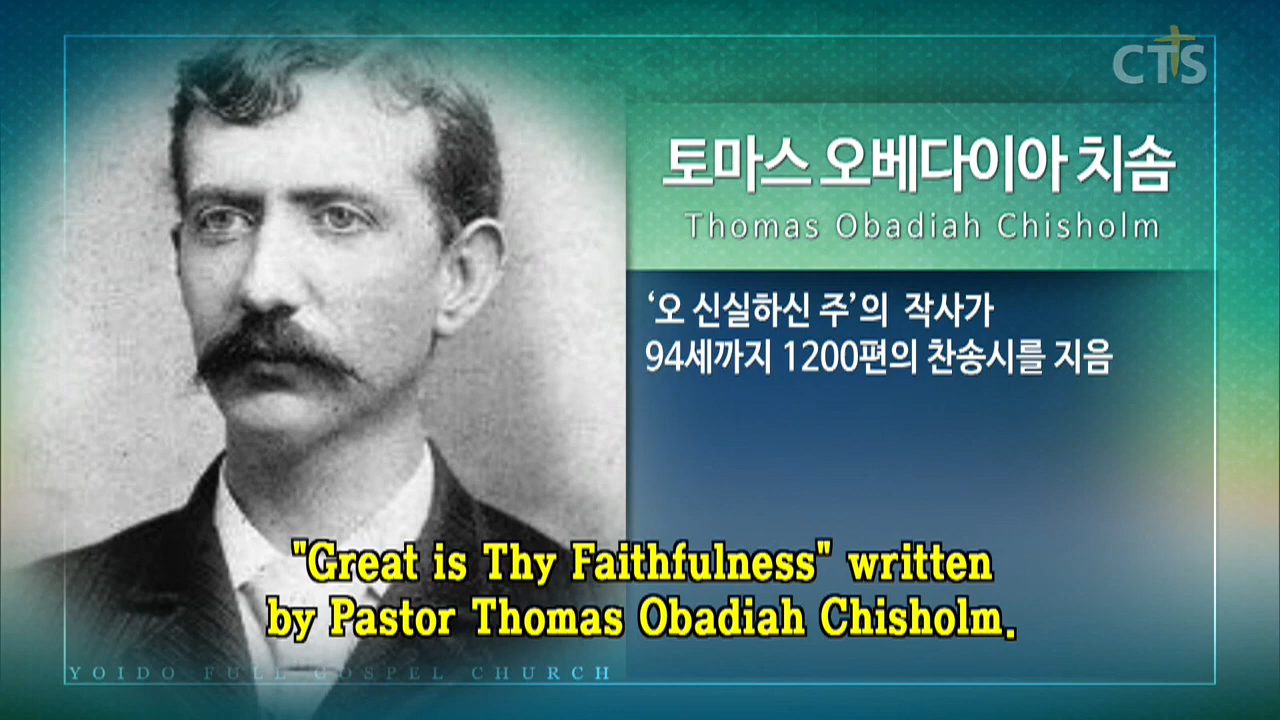 CTS
토마스 오베다이아 치솜
Thomas Obadiah Chisholm
‘오 신실하신 주’의 작사가
94세까지 1200편의 찬송시를 지음
"Great is Thy Faithfulness" written
by Pastor Thomas Obadiah Chisholm.
YOIDO FULL GOSPEL CHURCH